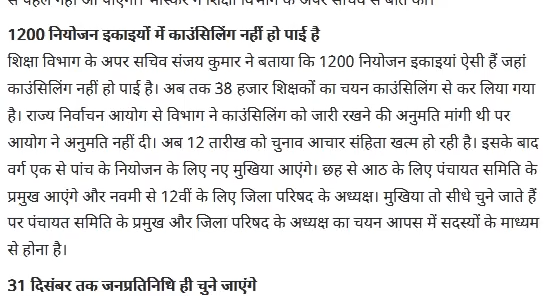 1200 नियोजन इकाइयों में काउंसिलिंग नहीं हो पाई है
शिक्षा विभाग के अपर सचिव संजय कुमार ने बताया कि 1200 नियोजन इकाइयां ऐसी हैं जहां
काउंसिलिंग नहीं हो पाई है। अब तक 38 हजार शिक्षकों का चयन काउंसिलिंग से कर लिया गया
है। राज्य निर्वाचन आयोग से विभाग ने काउंसिलिंग को जारी रखने की अनुमति मांगी थी पर
आयोग ने अनुमति नहीं दी। अब 12 तारीख को चुनाव आचार संहिता खत्म हो रही है। इसके बाद
वर्ग एक से पांच के नियोजन के लिए नए मुखिया आएंगे। छह से आठ के लिए पंचायत समिति के
प्रमुख आएंगे और नवमी से 12वीं के लिए जिला परिषद के अध्यक्ष। मुखिया तो सीधे चुने जाते हैं
पर पंचायत समिति के प्रमुख और जिला परिषद के अध्यक्ष का चयन आपस में सदस्यों के माध्यम
से होना है।
31 दिसंबर तक जनप्रतिनिधि ही चुने जाएंगे